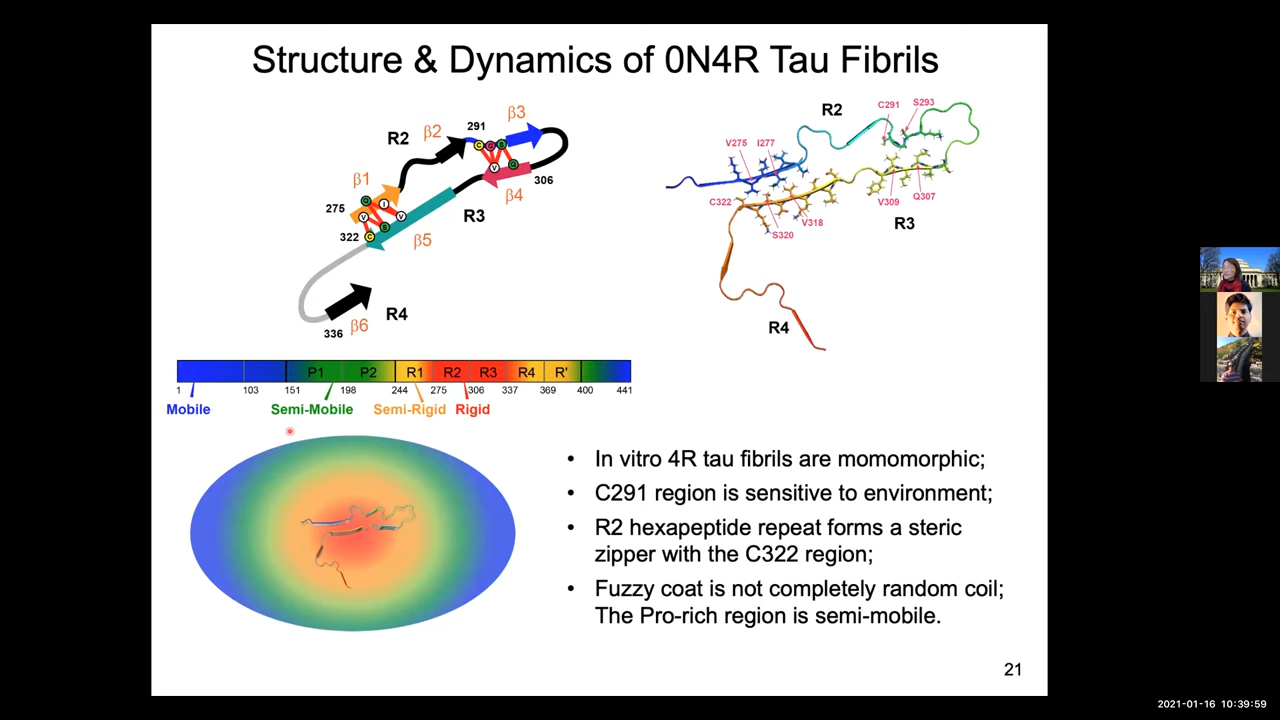 Structure & Dynamics of 0N4R Tau Fibrils
R2
β2
291
β3
β1
275
322
306
β4
R3
β5
336
β6
R4
C
S
V
V
I
V
C
S
R2
C291
S293
V275
I277
C322
S320
V318
V309
Q307
R3
R4
P1
P2
R1
R2
R3
R4
R'
1
103
151
198
244
275
306
337
369
400
441
Mobile
Semi-Mobile
Semi-Rigid
Rigid
• In vitro 4R tau fibrils are momomorphic;
• C291 region is sensitive to environment;
• R2 hexapeptide repeat forms a steric
zipper with the C322 region;
• Fuzzy coat is not completely random coil;
The Pro-rich region is semi-mobile.
21
2021-01-16 10:39:59